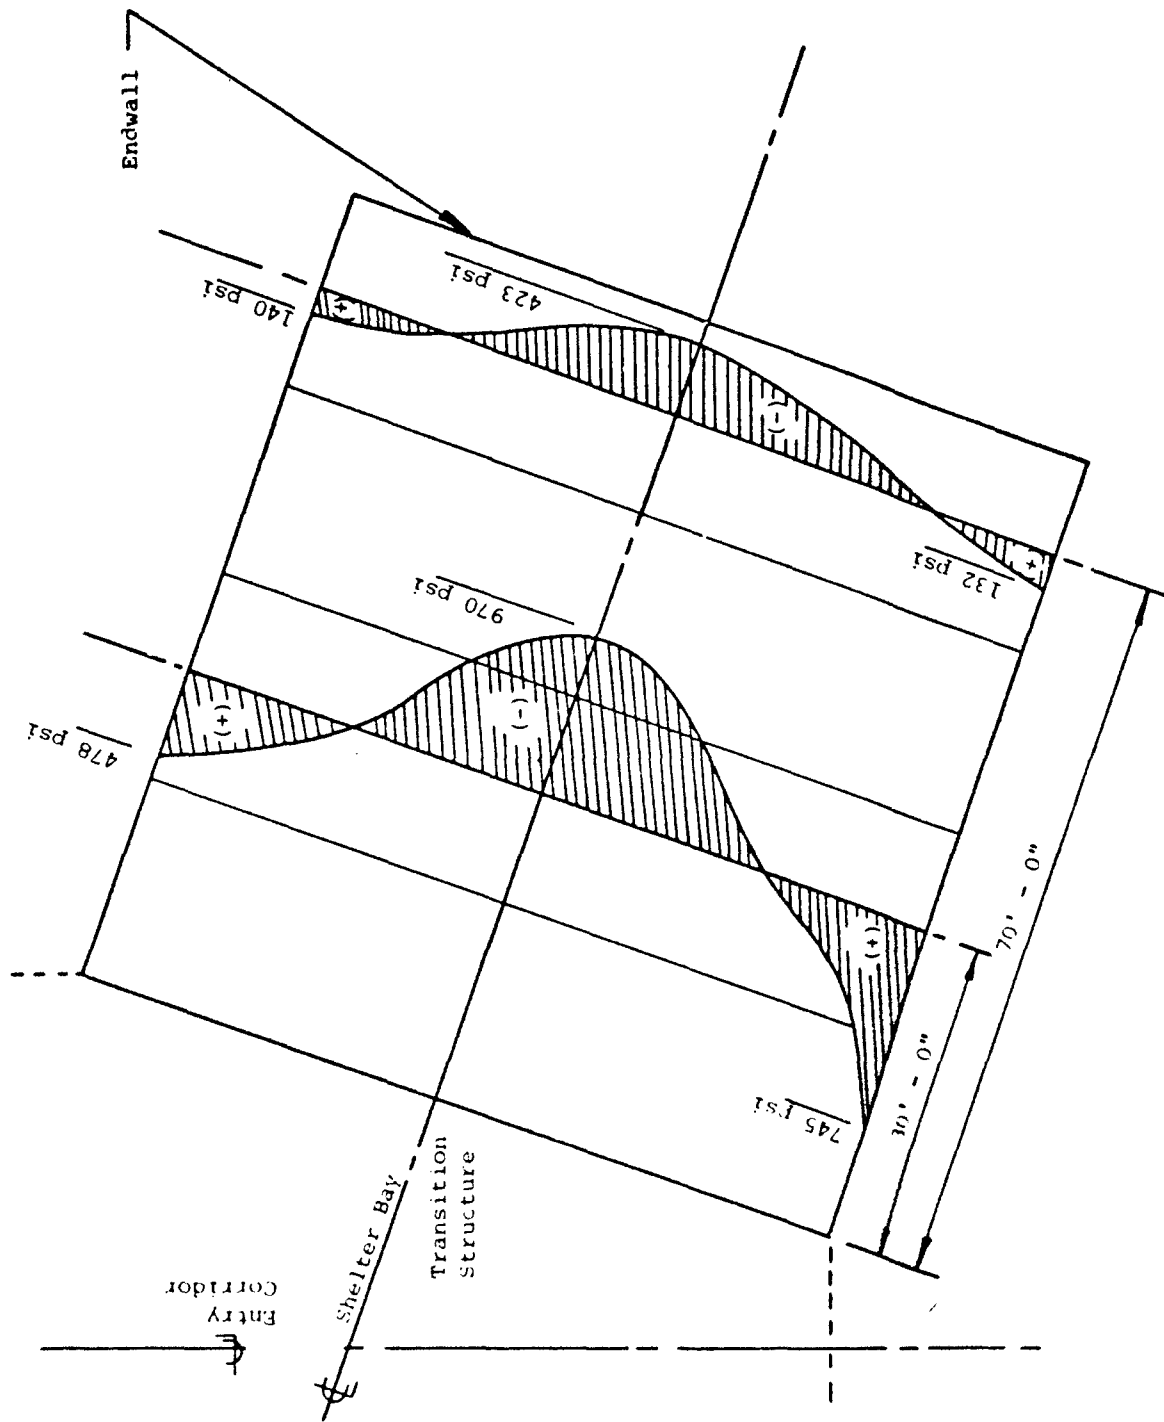 Endwall
140 psi
423 psi
(+)
(-)
132 psi
+
970 psi
478 psi
(+)
(-)
(+)
745 psi
30' - 0"
70' - 0"
Shelter Bay
Transition
Structure
Entry
Corridor